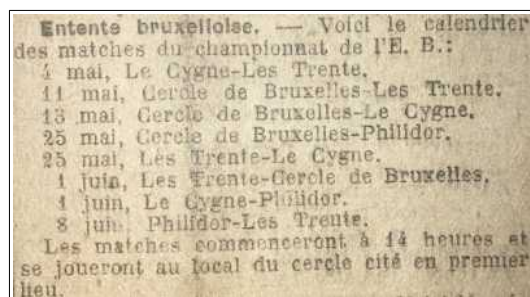 Entente bruxelloise. — Voici le calendrier
des matches du championnat de l'E. B.:
4 mai, Le Cygne-Les Trente.
11 mai, Cercle de Bruxelles-Les Trente.
13 mai, Cercle de Bruxelles-Le Cygne.
25 mai, Cercle de Bruxelles-Philidor.
25 mai, Les Trente-Le Cygne.
1 juin, Les Trente-Cercle de Bruxelles.
1 juin, Le Cygne-Philidor.
8 juin Philidor-Les Trente.
Les matches commenceront à 14 heures et
se joueront au local du cercle cité en premier
lieu.